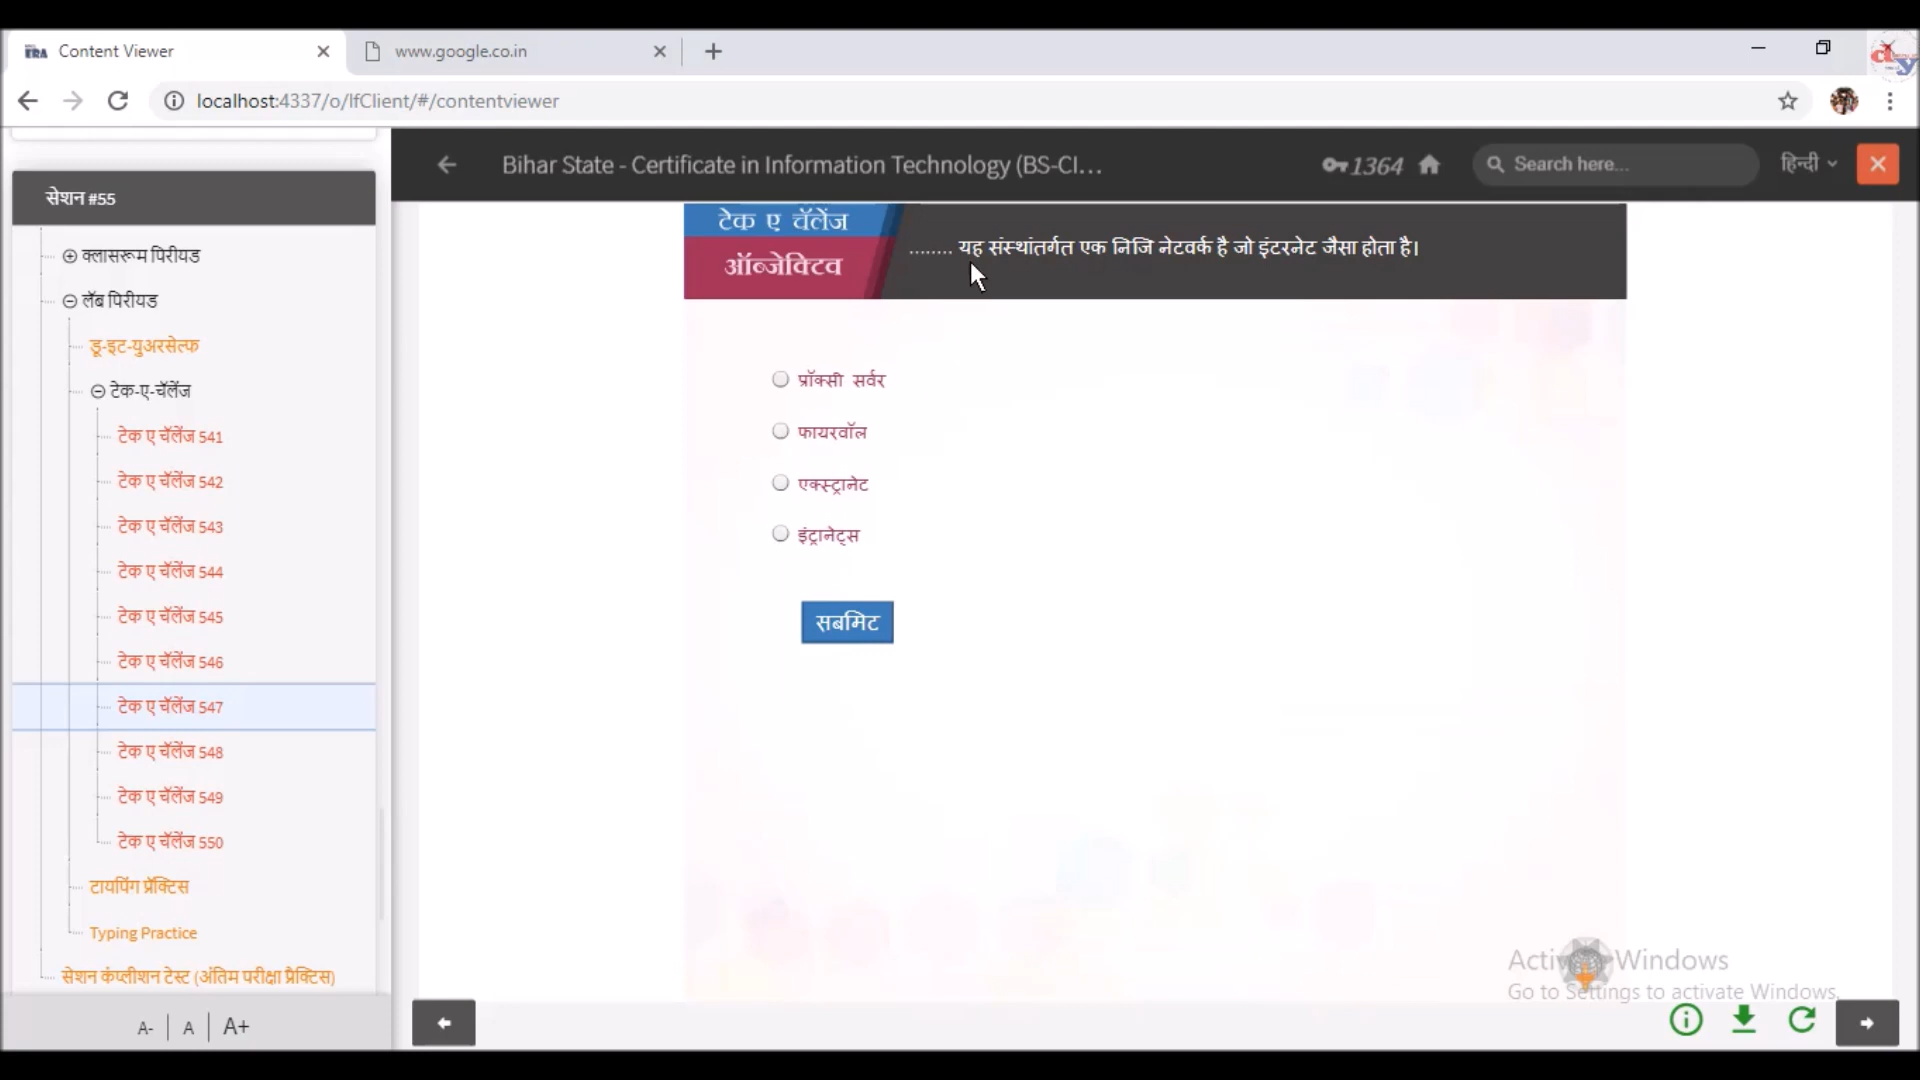 ERA Content Viewer
www.google.co.in
localhost:4337/o/lfClient/#/contentviewer
Bihar State - Certificate in Information Technology (BS-CI...
1364
Search here...
हिन्दी
सेशन #55
क्लासरूम पिरीयड
लॅब पिरीयड
डू-इट-युअरसेल्फ
टेक-ए-चॅलेंज
टेक ए चॅलेंज 541
टेक ए चॅलेंज 542
टेक ए चॅलेंज 543
टेक ए चॅलेंज 544
टेक ए चॅलेंज 545
टेक ए चॅलेंज 546
टेक ए चॅलेंज 547
टेक ए चॅलेंज 548
टेक ए चॅलेंज 549
टेक ए चॅलेंज 550
टायपिंग प्रॅक्टिस
Typing Practice
सेशन कंप्लीशन टेस्ट (अंतिम परीक्षा प्रैक्टिस)
A- | A | A+
टेक ए चॅलेंज
ऑब्जेक्टिव
........ यह संस्थांतर्गत एक निजि नेटवर्क है जो इंटरनेट जैसा होता है।
प्रॉक्सी सर्वर
फायरवॉल
एक्स्ट्रानेट
इंट्रानेट्स
सबमिट
Activate Windows
Go to Settings to activate Windows.